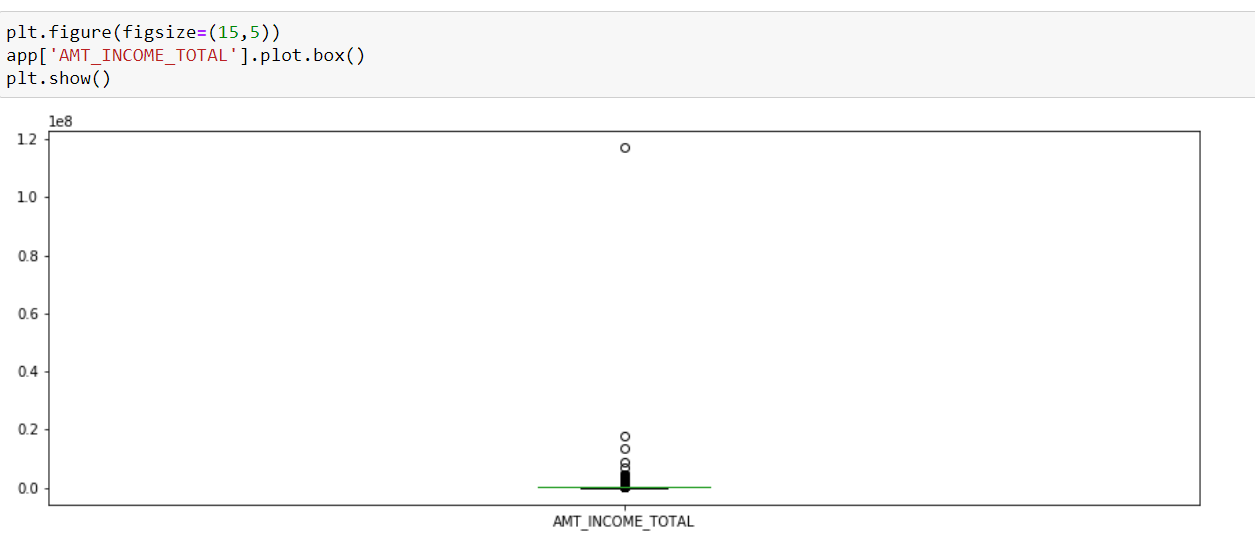 plt.figure(figsize=(15,5))
app['AMT_INCOME_TOTAL'].plot.box()
plt.show()
1e8
1.2
1.0
0.8
0.6
0.4
0.2
0.0
AMT_INCOME_TOTAL